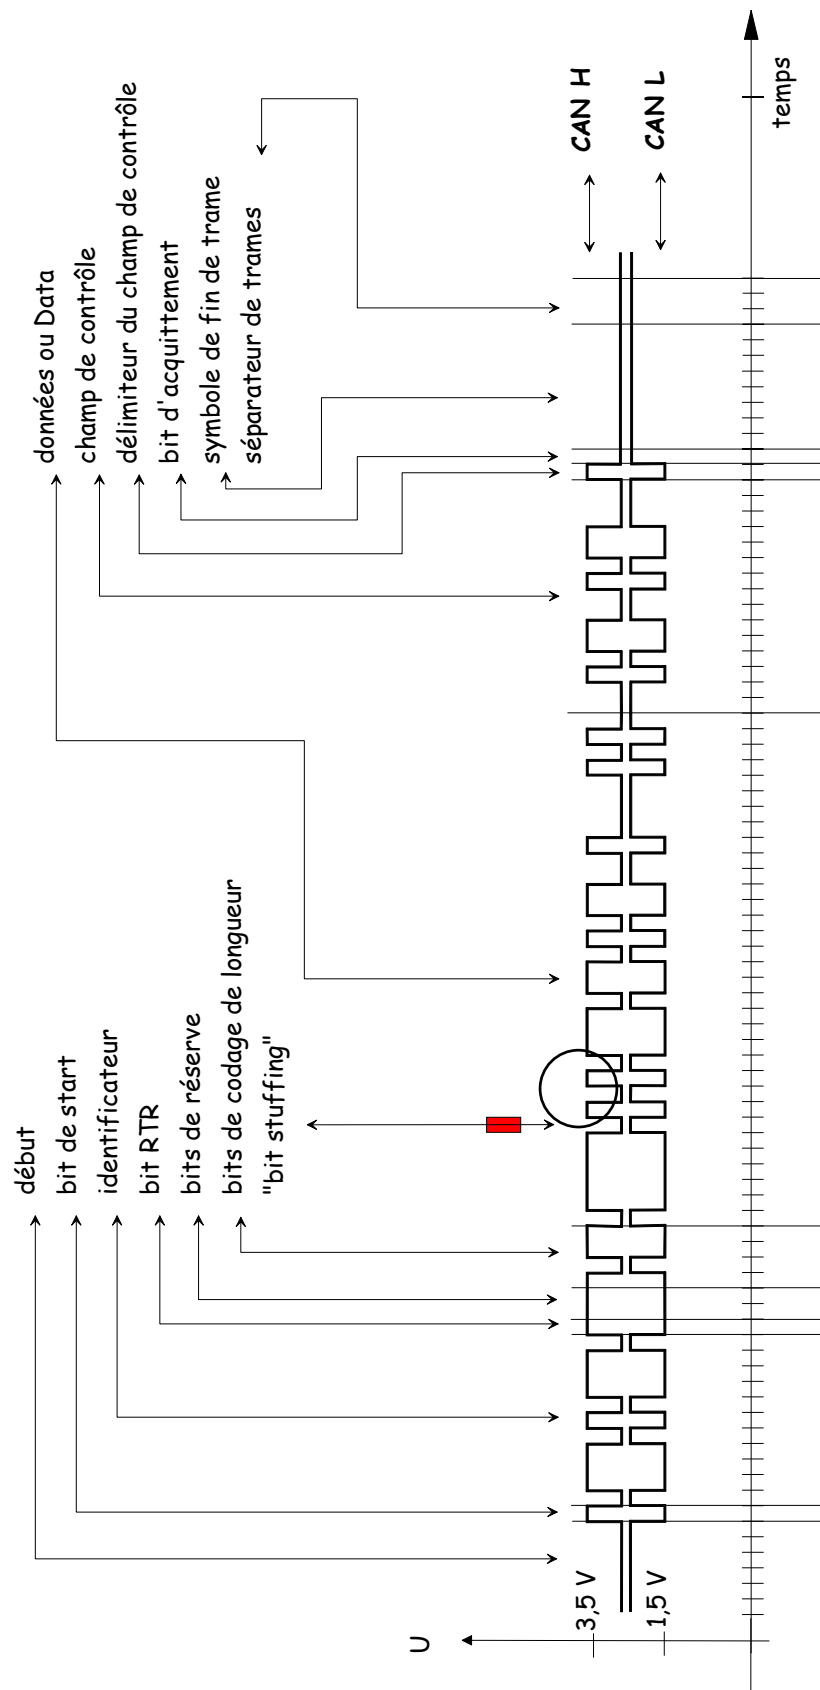 début
bit de start
identificateur
bit RTR
bits de réserve
bits de codage de longueur
"bit stuffing"
données ou Data
champ de contrôle
délimiteur du champ de contrôle
bit d'acquittement
symbole de fin de trame
séparateur de trames
U
3,5 V
1,5 V
CAN H
CAN L
temps